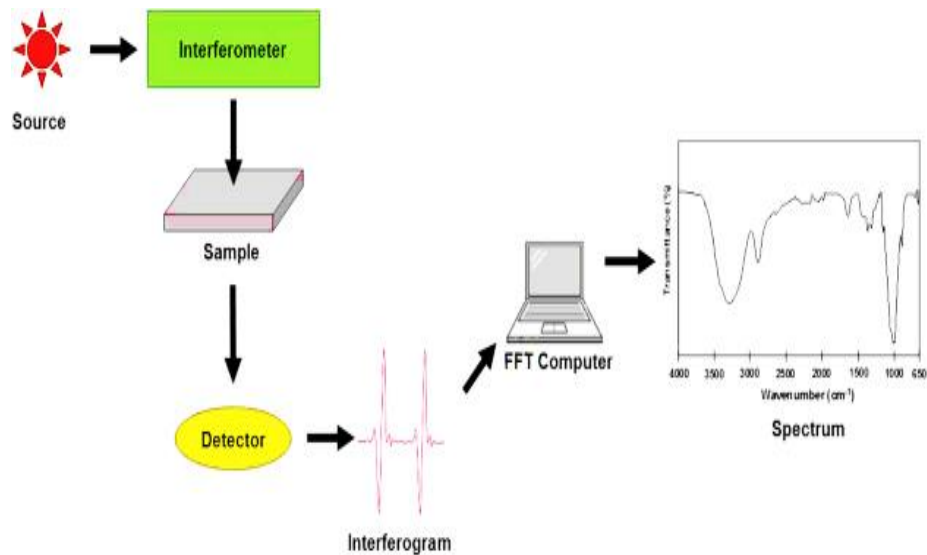 Interferometer
Source
Sample
Detector
Interferogram
FFT Computer
Transmittance (%)
4000 3500 3000 2500 2000 1500 1000 650
Wavenumber (cm⁻¹)
Spectrum